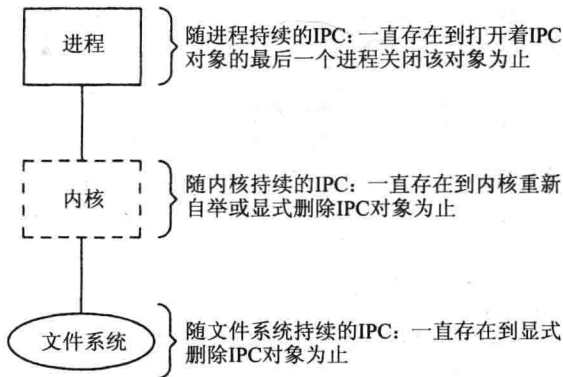 进程
随进程持续的IPC：一直存在到打开着IPC
对象的最后一个进程关闭该对象为止
内核
随内核持续的IPC：一直存在到内核重新
自举或显式删除IPC对象为止
文件系统
随文件系统持续的IPC：一直存在到显式
删除IPC对象为止